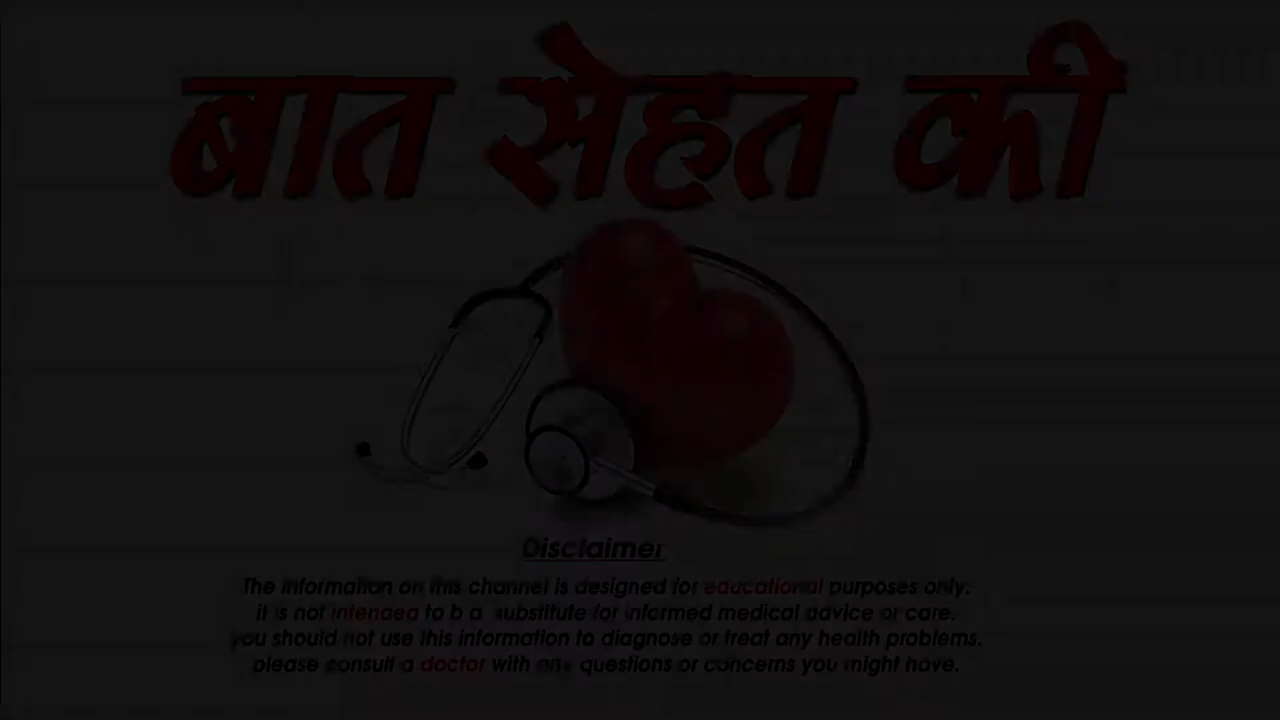 बात सेहत की
Disclaimer
The information on this channel is designed for educational purposes only.
it is not intended to b a substitute for informed medical advice or care.
you should not use this information to diagnose or treat any health problems.
please consult a doctor with any questions or concerns you might have.